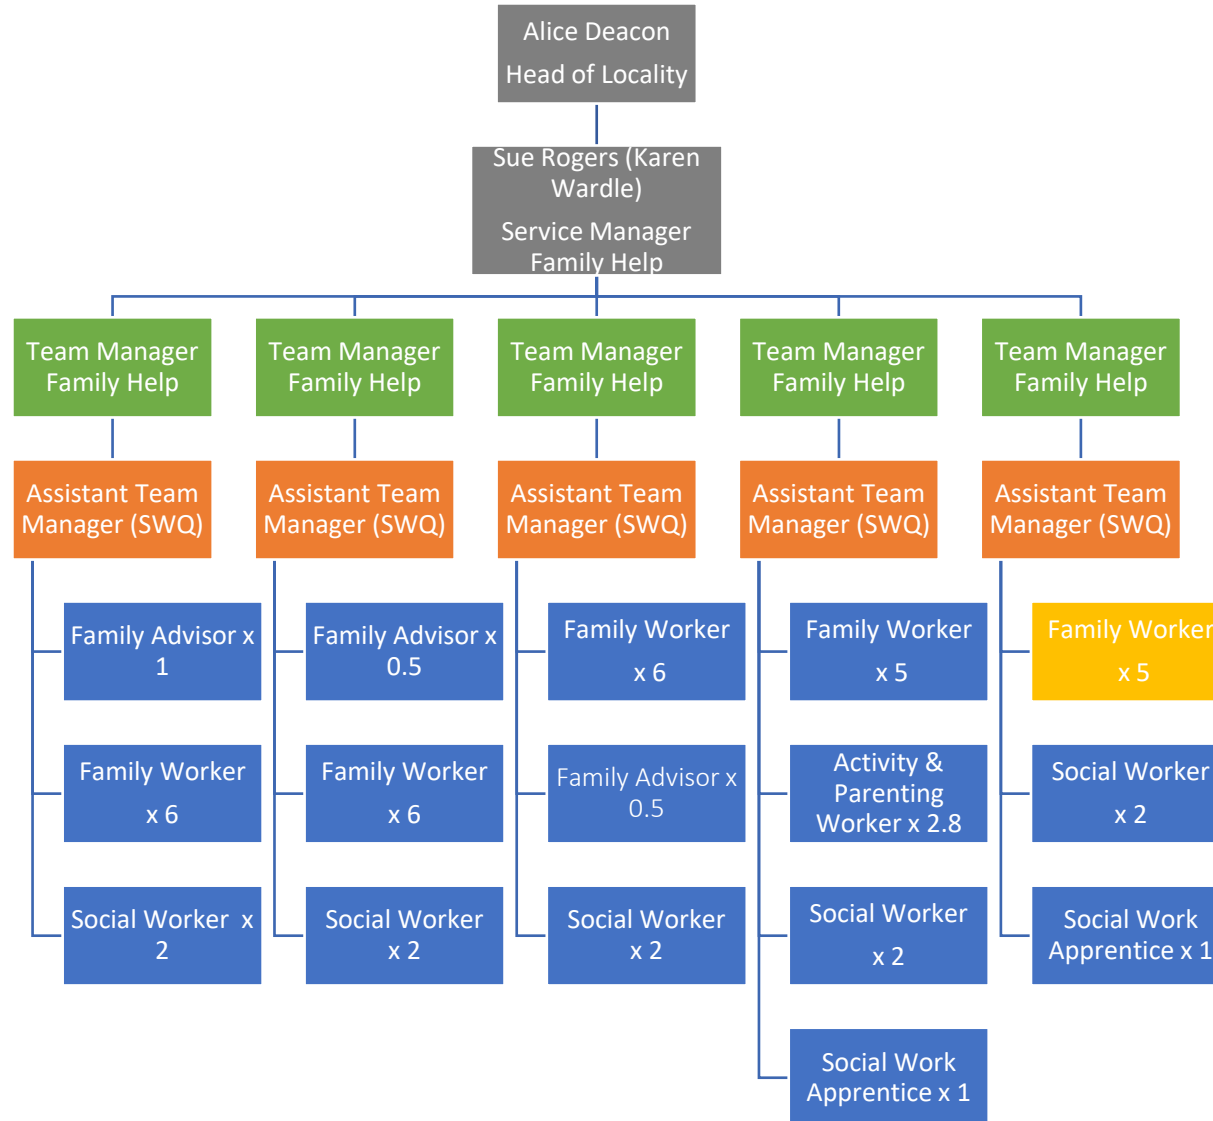 Alice Deacon
Head of Locality
Sue Rogers (Karen
Wardle)
Service Manager
Family Help
Team Manager
Family Help
Team Manager
Family Help
Team Manager
Family Help
Team Manager
Family Help
Team Manager
Family Help
Assistant Team
Manager (SWQ)
Assistant Team
Manager (SWQ)
Assistant Team
Manager (SWQ)
Assistant Team
Manager (SWQ)
Assistant Team
Manager (SWQ)
Family Advisor x
1
Family Advisor x
0.5
Family Worker
x 6
Family Worker
x 5
Family Worker
x 5
Family Worker
x 6
Family Worker
x 6
Family Advisor x
0.5
Activity &
Parenting
Worker x 2.8
Social Worker
x 2
Social Worker x
2
Social Worker
x 2
Social Worker
x 2
Social Worker
x 2
Social Work
Apprentice x 1
Social Work
Apprentice x 1